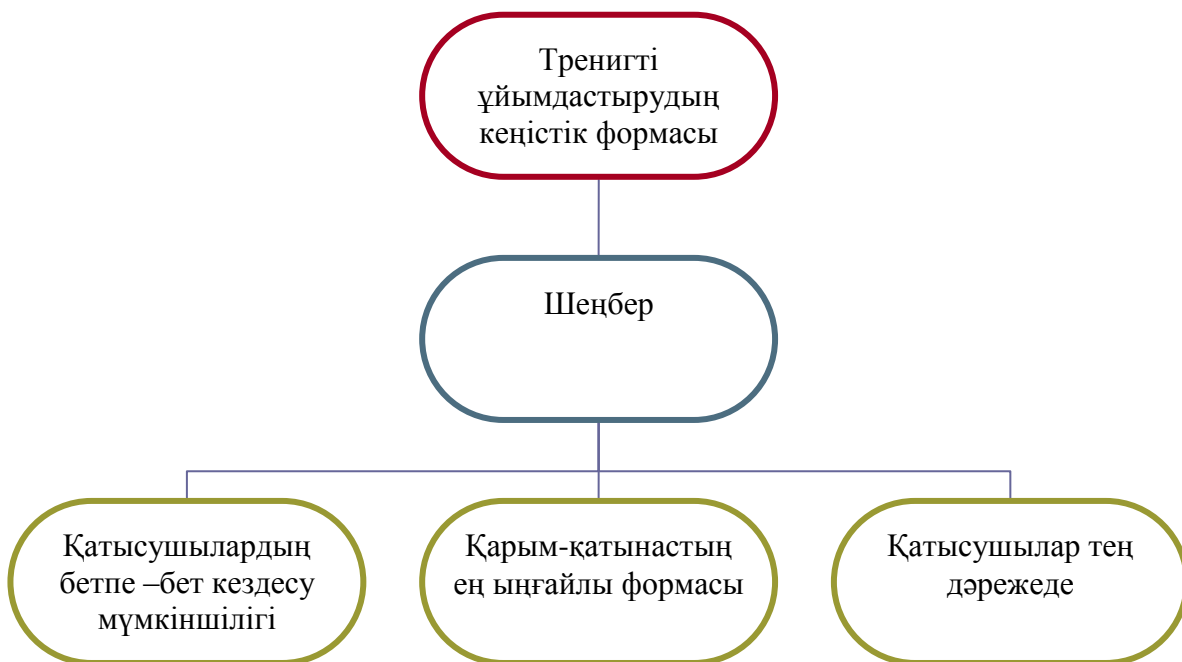 Тренигті
ұйымдастырудың
кеңістік формасы
Шеңбер
Қатысушылардың
бетпе –бет кездесу
мүмкіншілігі
Қарым-қатынастың
ең ыңғайлы формасы
Қатысушылар тең
дәрежеде